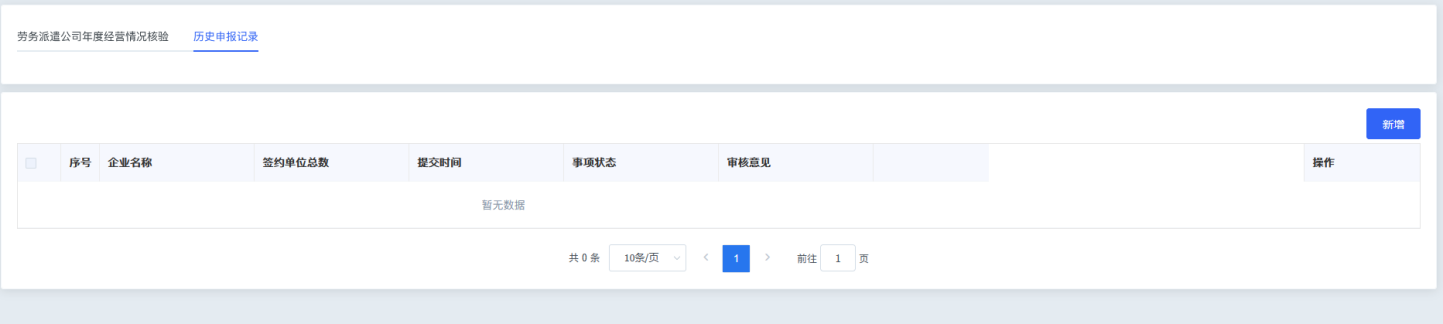 劳务派遣公司年度经营情况核验 历史申报记录
新增
序号 企业名称 签约单位总数 提交时间 事项状态 审核意见 操作
暂无数据
共 0 条 10条/页 1 前往 1 页